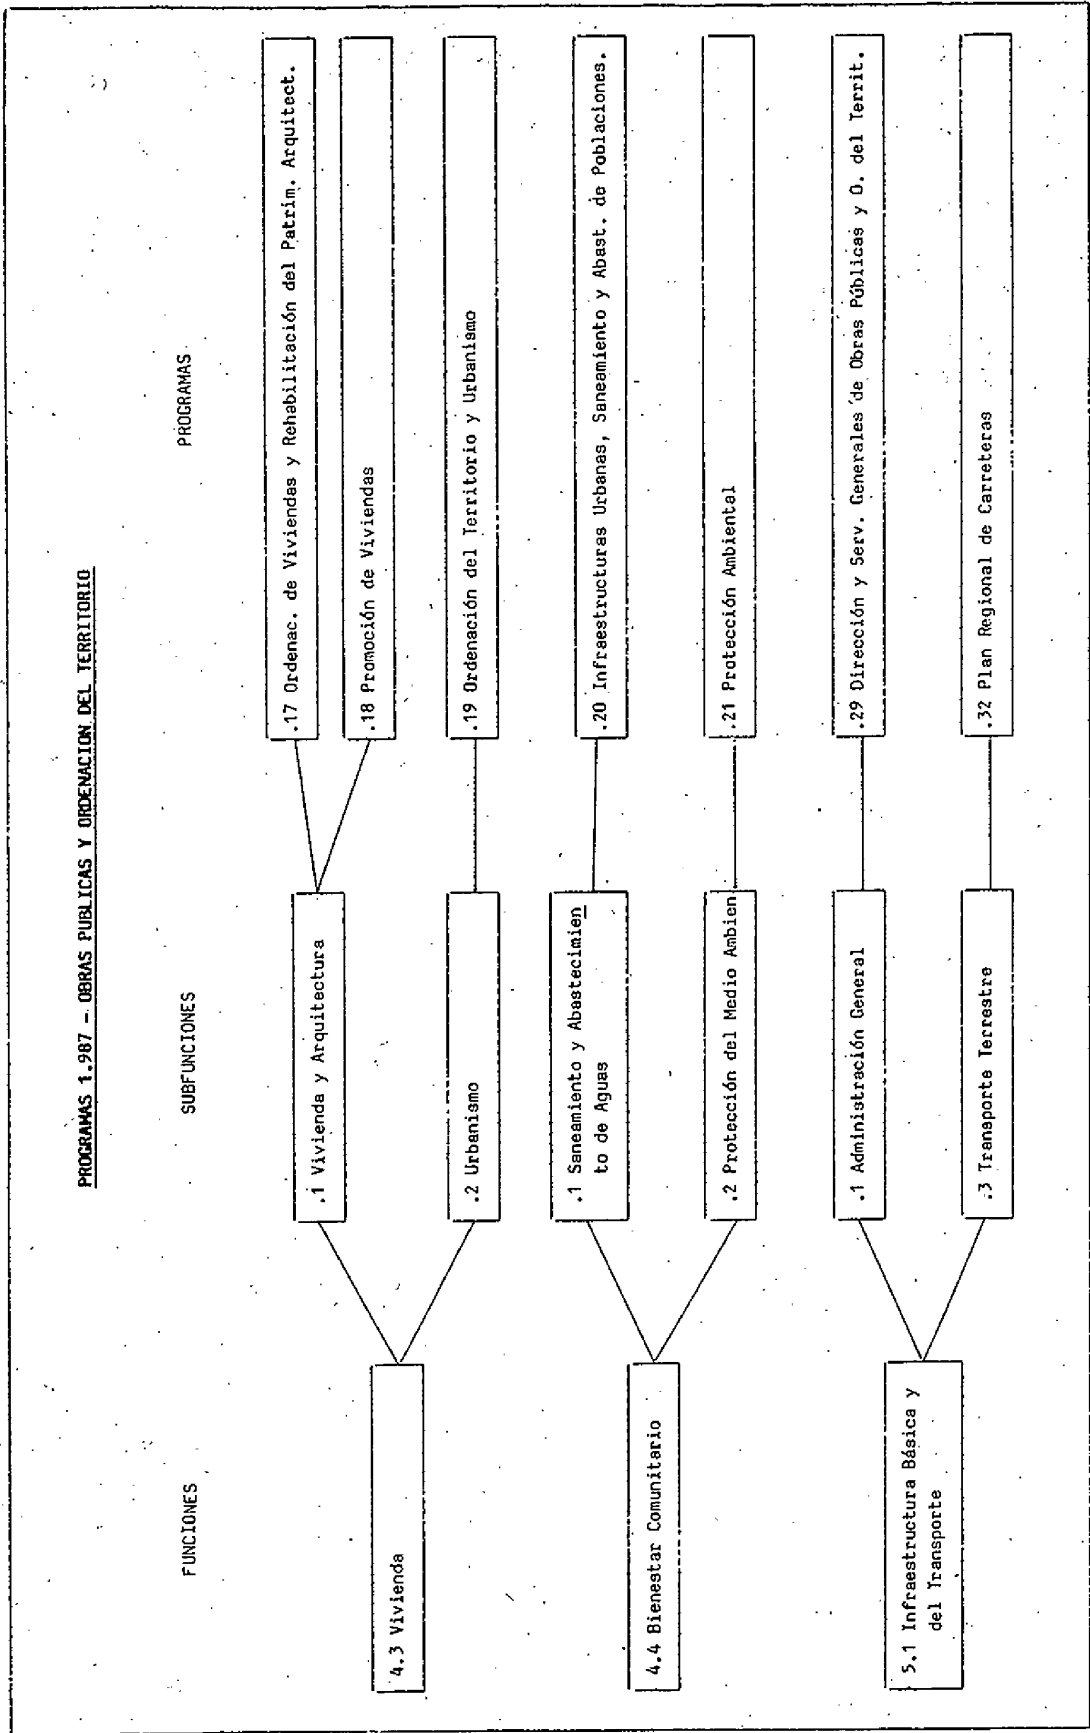 PROGRAMAS 1.987 - OBRAS PUBLICAS Y ORDENACION DEL TERRITORIO
FUNCIONES
SUBFUNCIONES
PROGRAMAS
4.3 Vivienda
.1 Vivienda y Arquitectura
.17 Ordenac. de Viviendas y Rehabilitación del Patrim. Arquitect.
.18 Promoción de Viviendas
.2 Urbanismo
.19 Ordenación del Territorio y Urbanismo
4.4 Bienestar Comunitario
.1 Saneamiento y Abastecimien
to de Aguas
.20 Infraestructuras Urbanas, Saneamiento y Abast. de Poblaciones.
.2 Protección del Medio Ambien
.21 Protección Ambiental
5.1 Infraestructura Básica y
del Transporte
.1 Administración General
.29 Dirección y Serv. Generales de Obras Públicas y O. del Territ.
.3 Transporte Terrestre
.32 Plan Regional de Carreteras